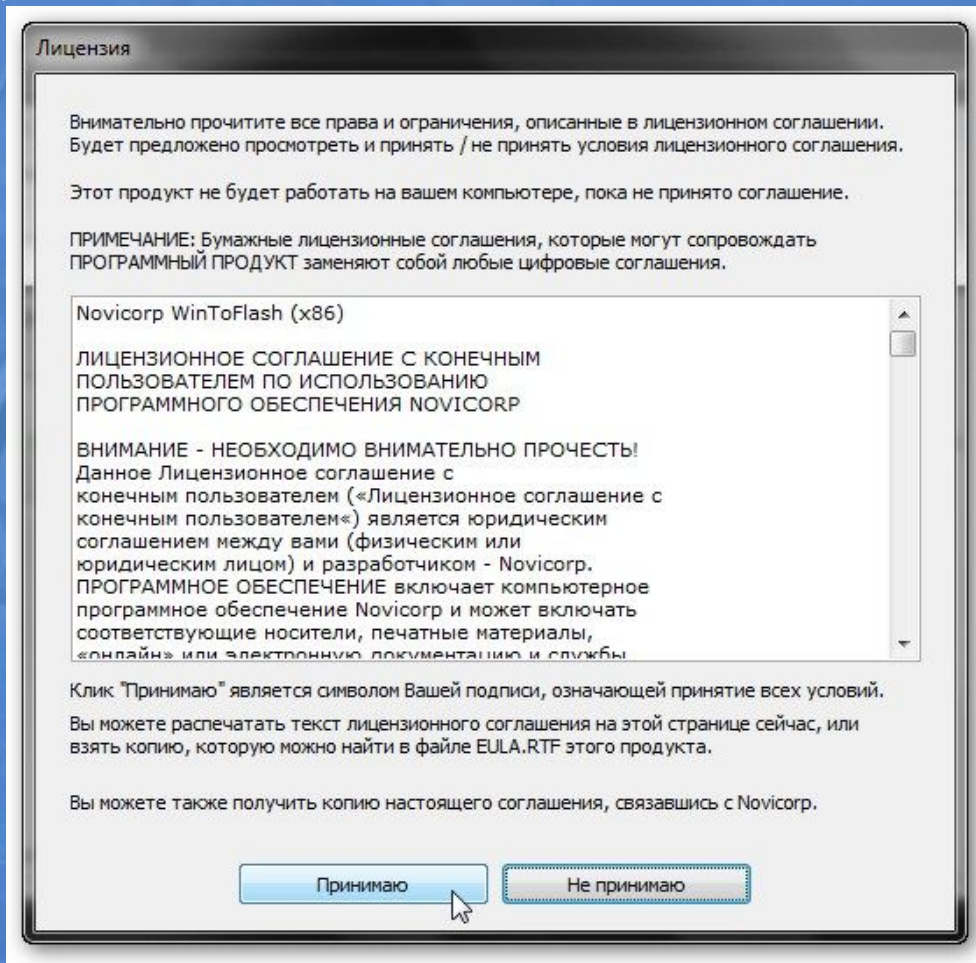 Лицензия
Внимательно прочитите все права и ограничения, описанные в лицензионном соглашении.
Будет предложено просмотреть и принять / не принять условия лицензионного соглашения.
Этот продукт не будет работать на вашем компьютере, пока не принято соглашение.
ПРИМЕЧАНИЕ: Бумажные лицензионные соглашения, которые могут сопровождать
ПРОГРАММНЫЙ ПРОДУКТ заменяют собой любые цифровые соглашения.
Novicorp WinToFlash (x86)
ЛИЦЕНЗИОННОЕ СОГЛАШЕНИЕ С КОНЕЧНЫМ
ПОЛЬЗОВАТЕЛЕМ ПО ИСПОЛЬЗОВАНИЮ
ПРОГРАММНОГО ОБЕСПЕЧЕНИЯ NOVICORP
ВНИМАНИЕ - НЕОБХОДИМО ВНИМАТЕЛЬНО ПРОЧЕСТЬ!
Данное Лицензионное соглашение с
конечным пользователем («Лицензионное соглашение с
конечным пользователем«) является юридическим
соглашением между вами (физическим или
юридическим лицом) и разработчиком - Novicorp.
ПРОГРАММНОЕ ОБЕСПЕЧЕНИЕ включает компьютерное
программное обеспечение Novicorp и может включать
соответствующие носители, печатные материалы,
«онлайн» или электронную документацию и службы
Клик "Принимаю" является символом Вашей подписи, означающей принятие всех условий.
Вы можете распечатать текст лицензионного соглашения на этой странице сейчас, или
взять копию, которую можно найти в файле EULA.RTF этого продукта.
Вы можете также получить копию настоящего соглашения, связавшись с Novicorp.
Принимаю
Не принимаю